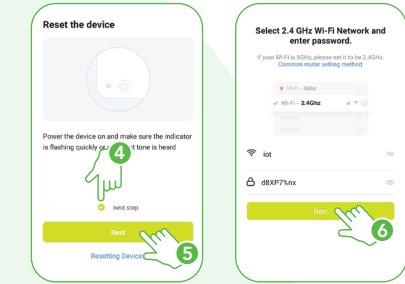 Reset the device
Power the device on and make sure the indicator
is flashing quickly or
t tone is heard
4
next step
Next
5
Resetting Device
Select 2.4 GHz Wi-Fi Network and
enter password.
If your Wi-Fi is 5GHz, please set it to be 2.4GHz.
Common router setting method
Wi-Fi - 5Ghz
Wi-Fi - 2.4Ghz
iot
d8XP7%nx
Next
6